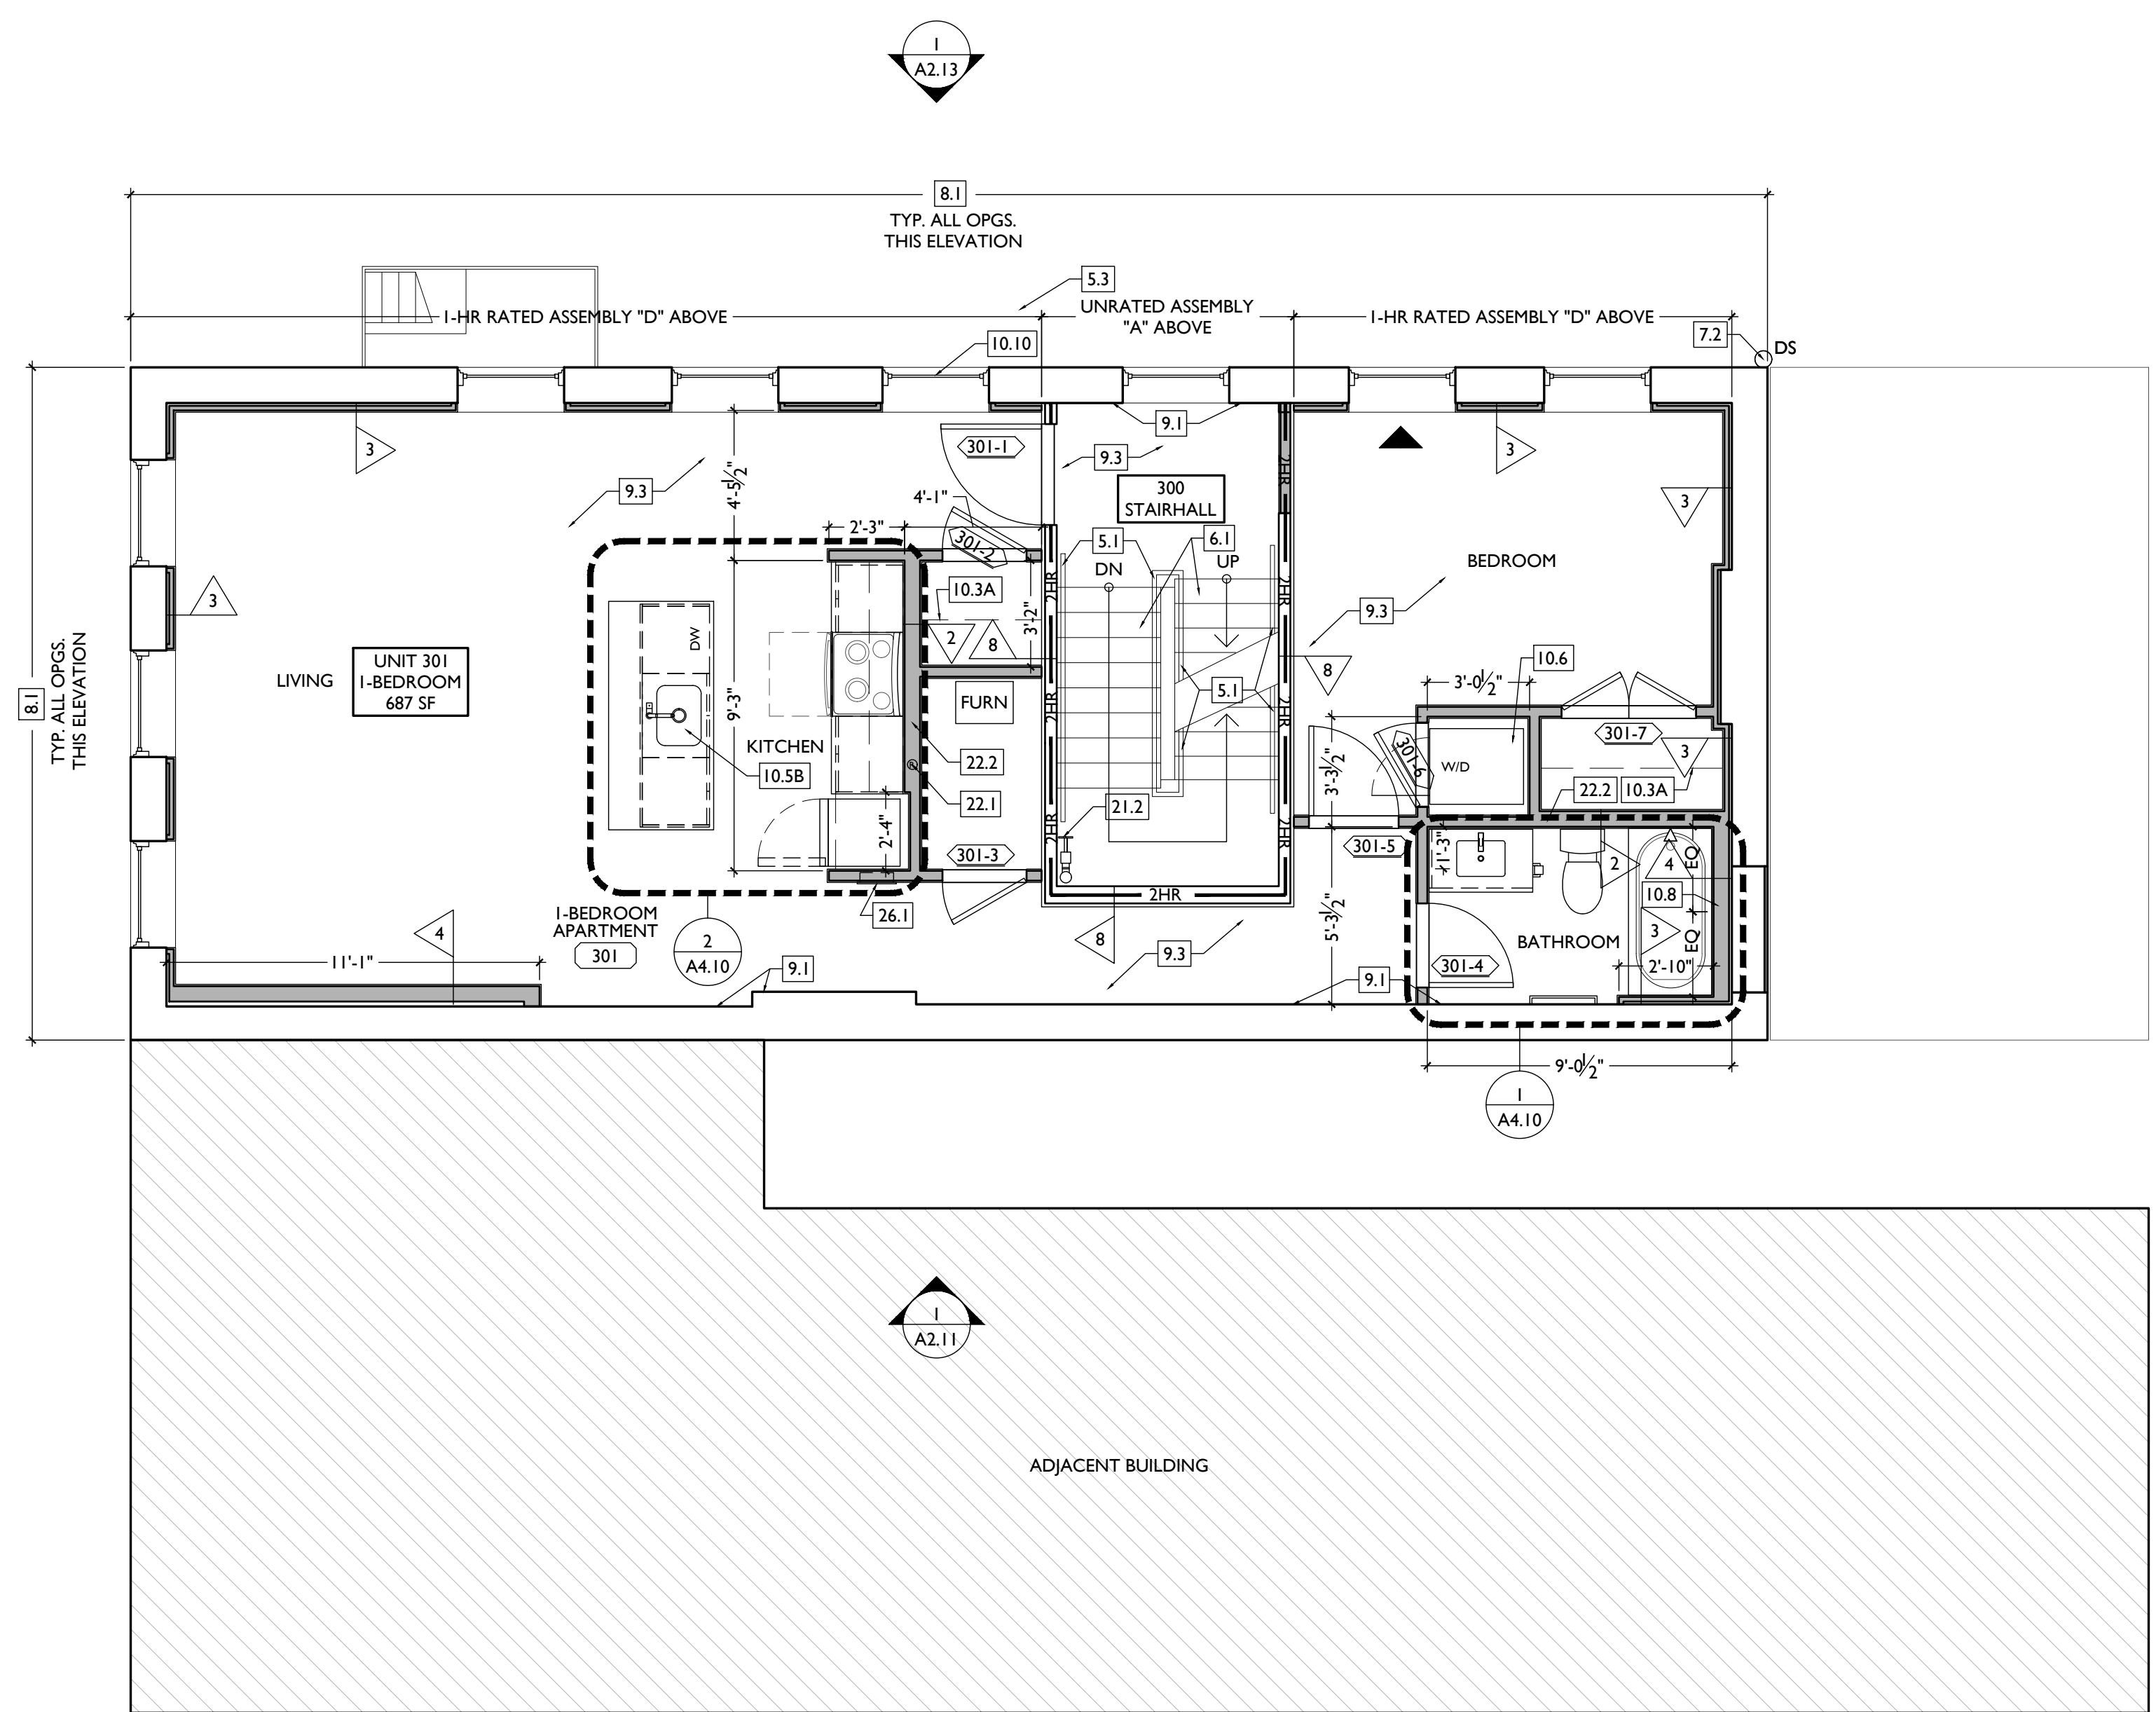 1
A2.13
8.1
TYP. ALL OPGS.
THIS ELEVATION
5.3
1-HR RATED ASSEMBLY "D" ABOVE
UNRATED ASSEMBLY
"A" ABOVE
1-HR RATED ASSEMBLY "D" ABOVE
7.2
DS
10.10
9.1
3
301-1
9.3
3
9.3
4'-5 1/2"
4'-1"
300
STAIRHALL
2HR
3
2'-3"
301-2
5.1
6.1
DN
UP
BEDROOM
10.3A
2HR
2HR
3
9.3
3'-2"
DW
2
8
10.6
8.1
TYP. ALL OPGS.
THIS ELEVATION
LIVING
UNIT 301
1-BEDROOM
687 SF
8
5.1
3'-0 1/2"
9'-3"
FURN
2HR
2HR
301-7
3
KITCHEN
10.5B
22.2
301-6
W/D
3'-3 1/2"
22.2
10.3A
22.1
21.2
2'-4"
2HR
2HR
301-3
301-5
1'-3"
2
4
EQ
10.8
2HR
26.1
1-BEDROOM
APARTMENT
301
4
2
A4.10
8
9.3
5'-3 1/2"
3
EQ
BATHROOM
11'-1"
9.1
9.1
301-4
2'-10"
9'-0 1/2"
1
A4.10
1
A2.11
ADJACENT BUILDING